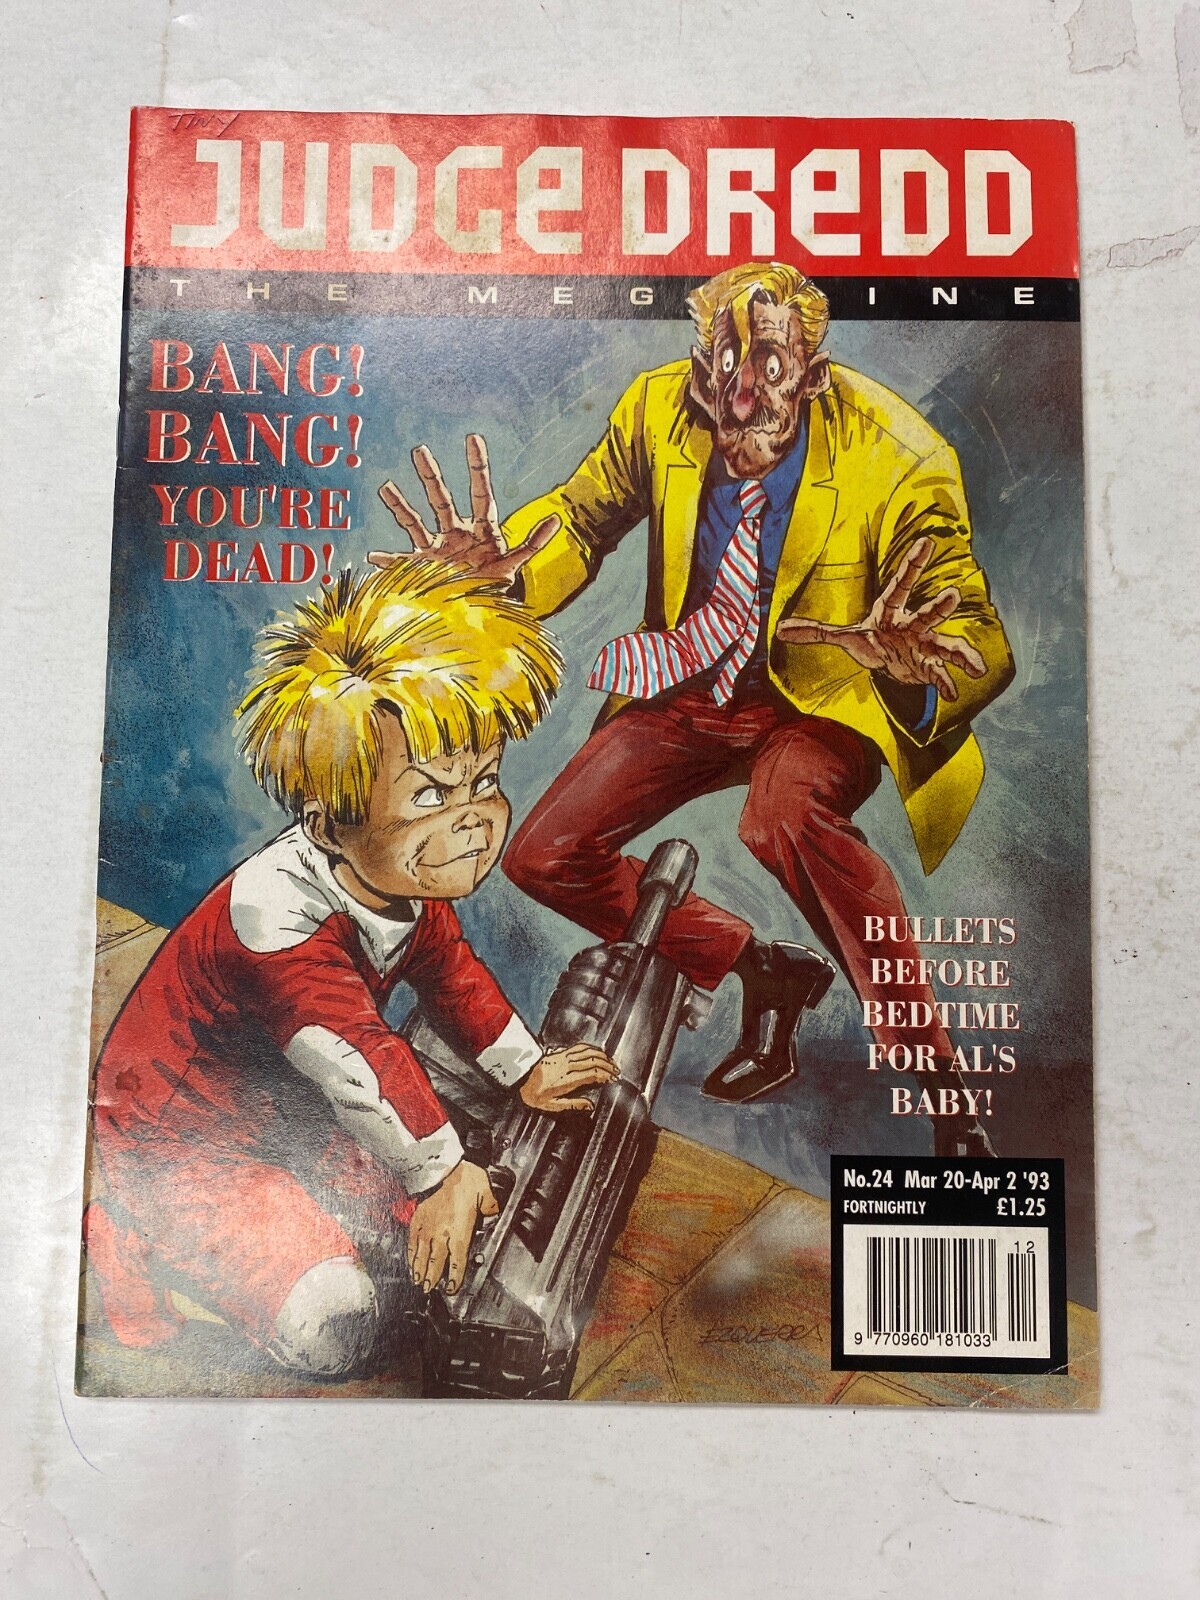 TINY
JUDGE DREDD
THE MEG INE
BANG!
BANG!
YOU'RE
DEAD!
BULLETS
BEFORE
BEDTIME
FOR AL'S
BABY!
No.24 Mar 20-Apr 2 '93
FORTNIGHTLY £1.25
12
9 770960 181033
EZQUERRA